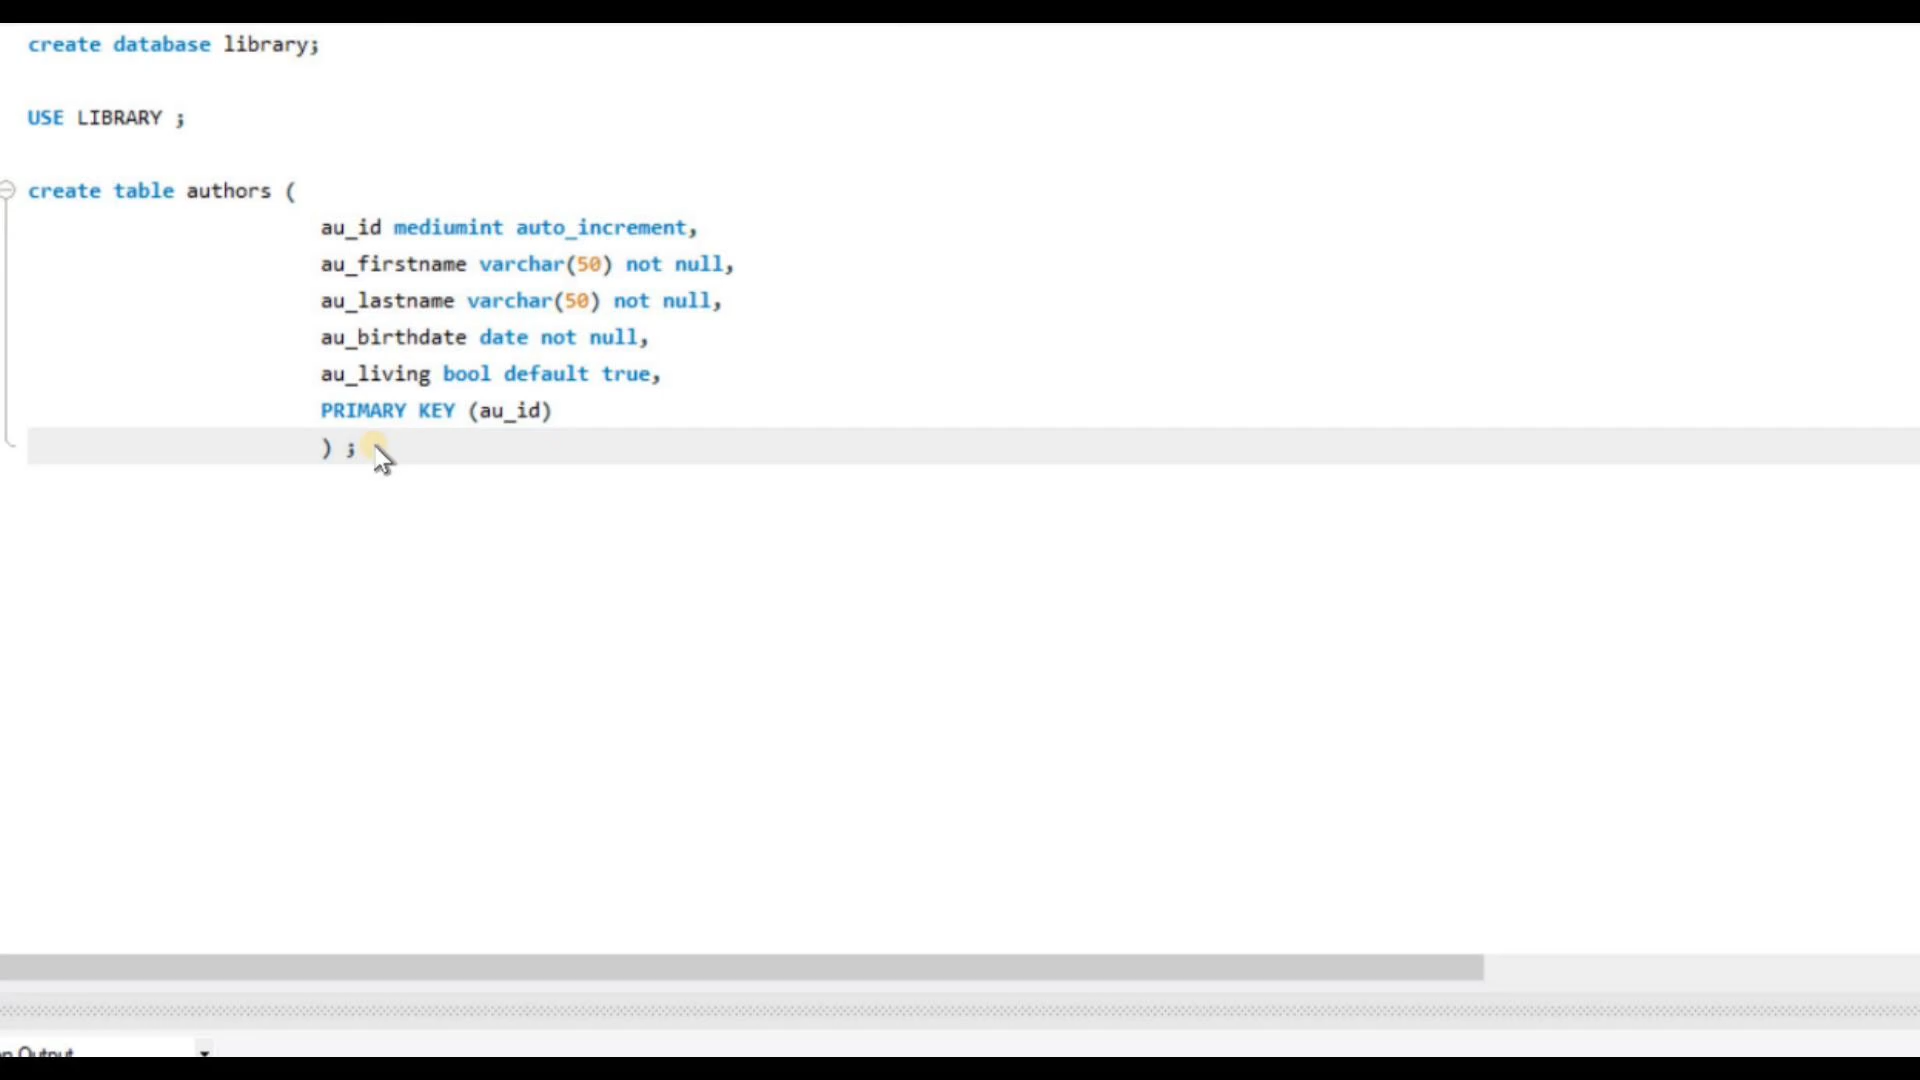 create database library;
USE LIBRARY ;
create table authors (
au_id mediumint auto_increment,
au_firstname varchar(50) not null,
au_lastname varchar(50) not null,
au_birthdate date not null,
au_living bool default true,
PRIMARY KEY (au_id)
) ;
Output